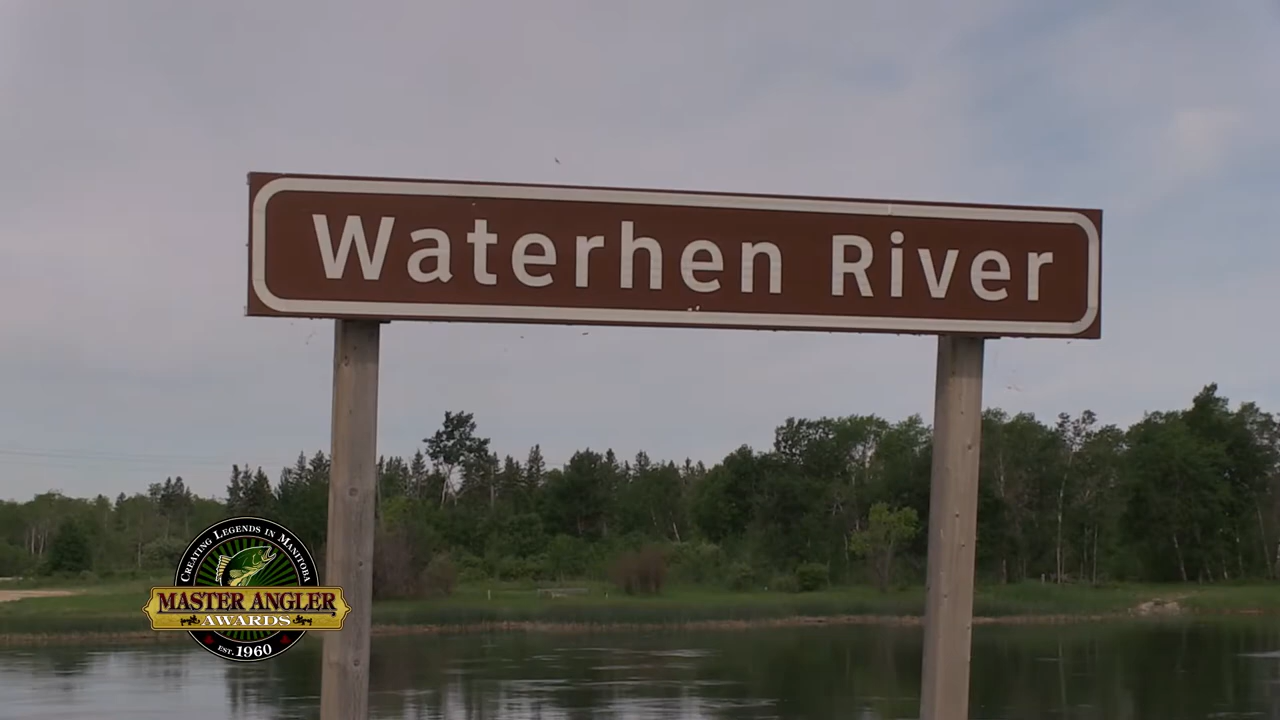 Waterhen River
CREATING LEGENDS IN MANITOBA
MASTER ANGLER
AWARDS
EST. 1960